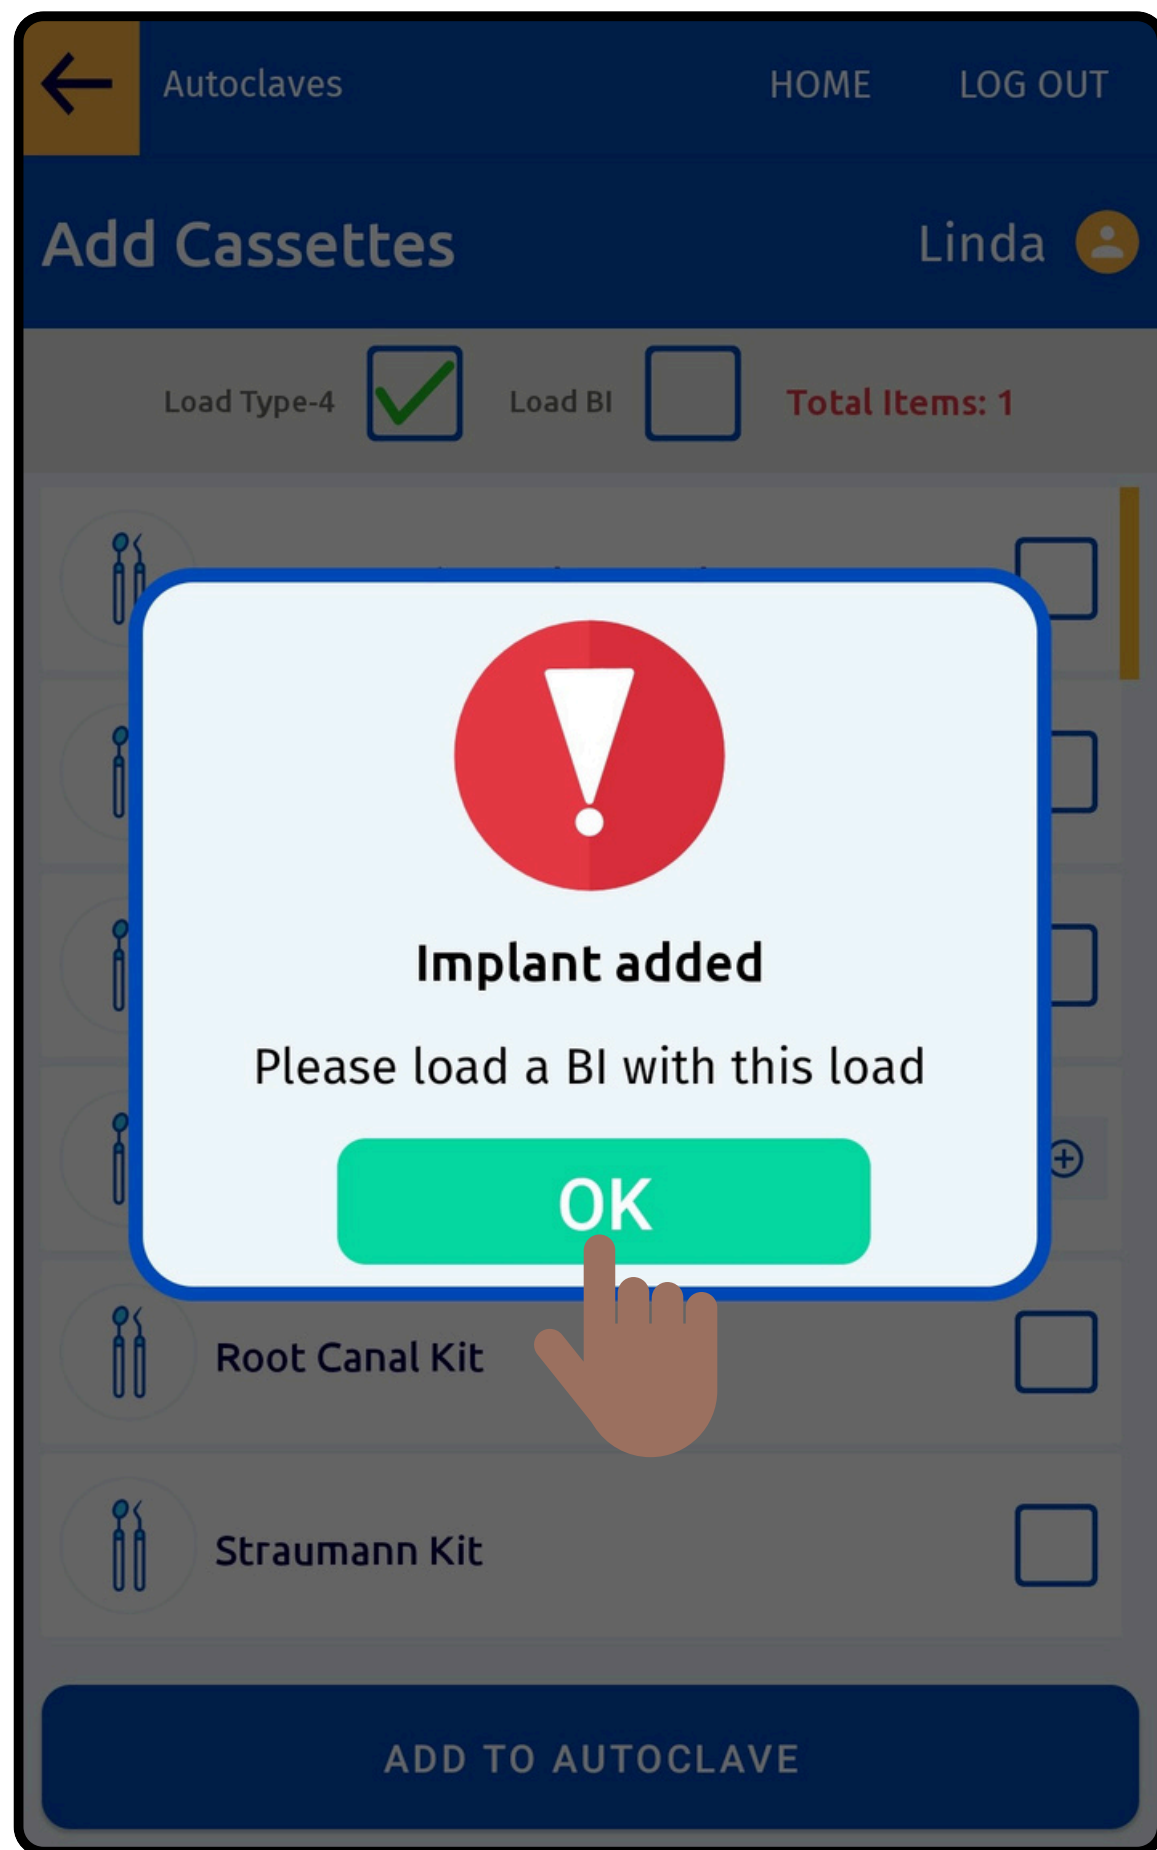 Autoclaves HOME LOG OUT
Add Cassettes Linda
Load Type-4 Load BI Total Items: 1
Implant added
Please load a BI with this load
OK
Root Canal Kit
Straumann Kit
ADD TO AUTOCLAVE